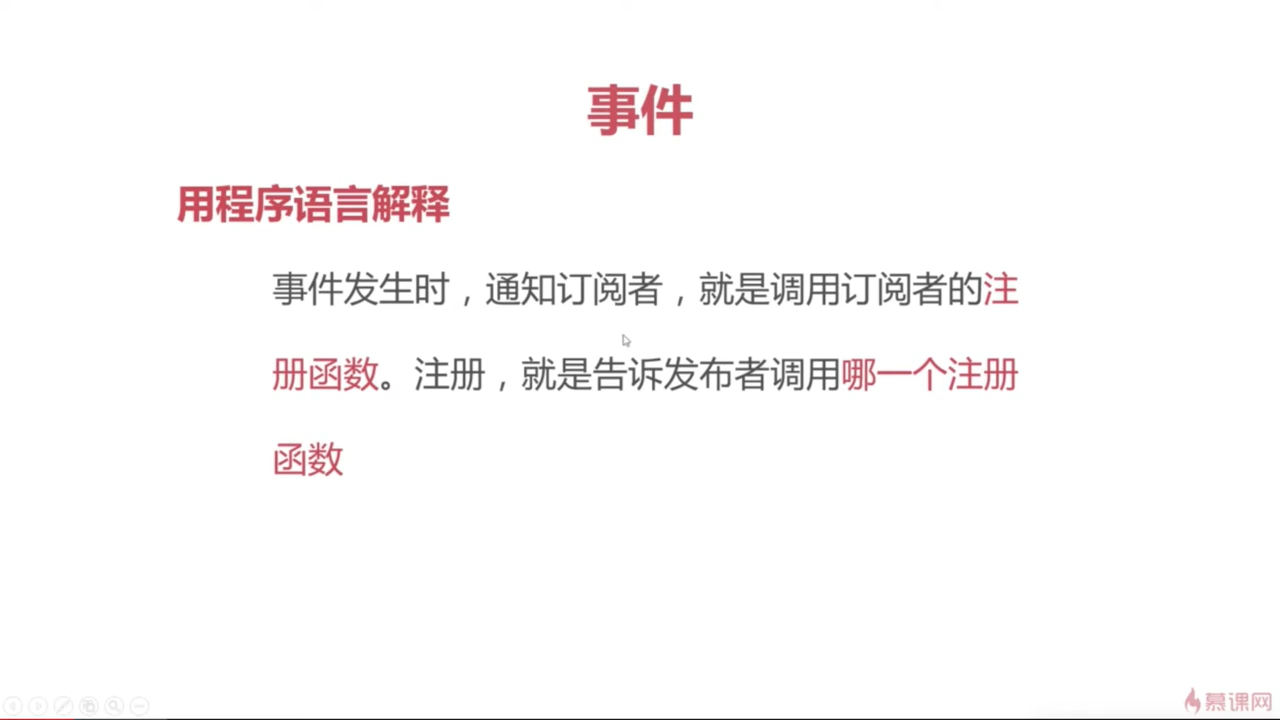 事件
用程序语言解释
事件发生时，通知订阅者，就是调用订阅者的注
册函数。注册，就是告诉发布者调用哪一个注册
函数
慕课网